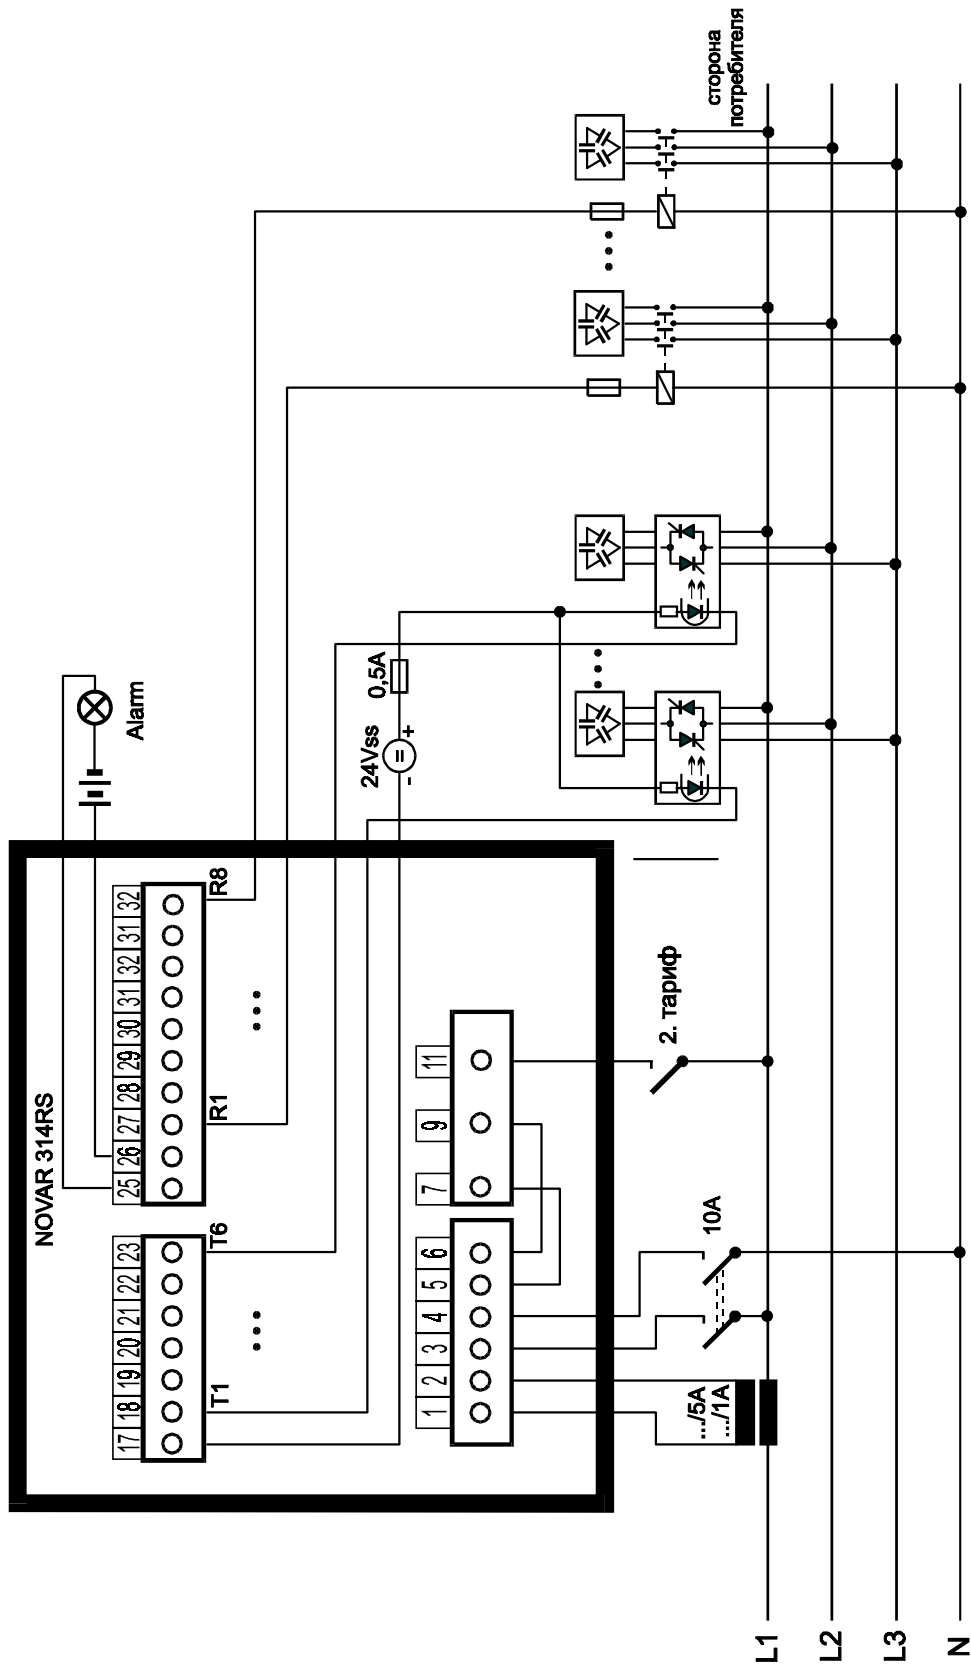 NOVAR 314RS
17 18 19 20 21 22 23
25 26 27 28 29 30 31 32 31 32
T1
T6
R1
R8
Alarm
24Vss
- = +
0,5A
1 2 3 4 5 6
7 9 11
.../5A
.../1A
10A
2. тариф
сторона
потребителя
L1
L2
L3
N